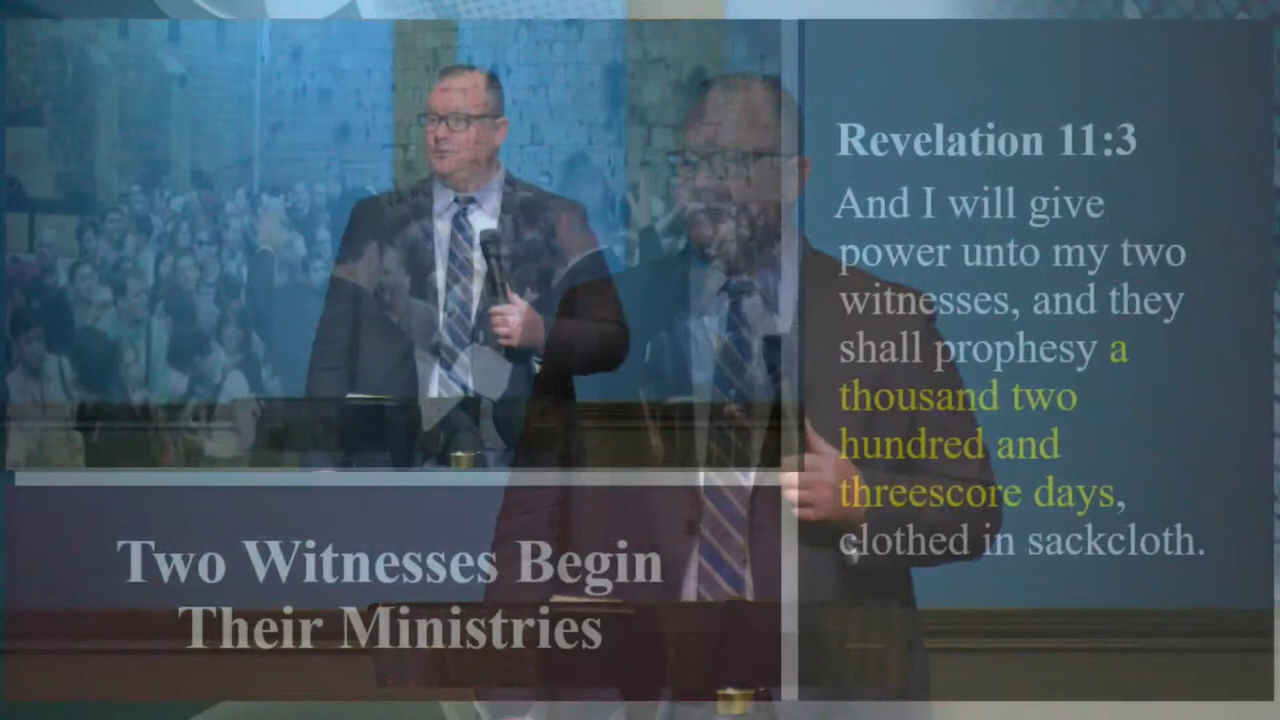 Revelation 11:3
And I will give
power unto my two
witnesses, and they
shall prophesy a
thousand two
hundred and
threescore days,
clothed in sackcloth.
Two Witnesses Begin
Their Ministries